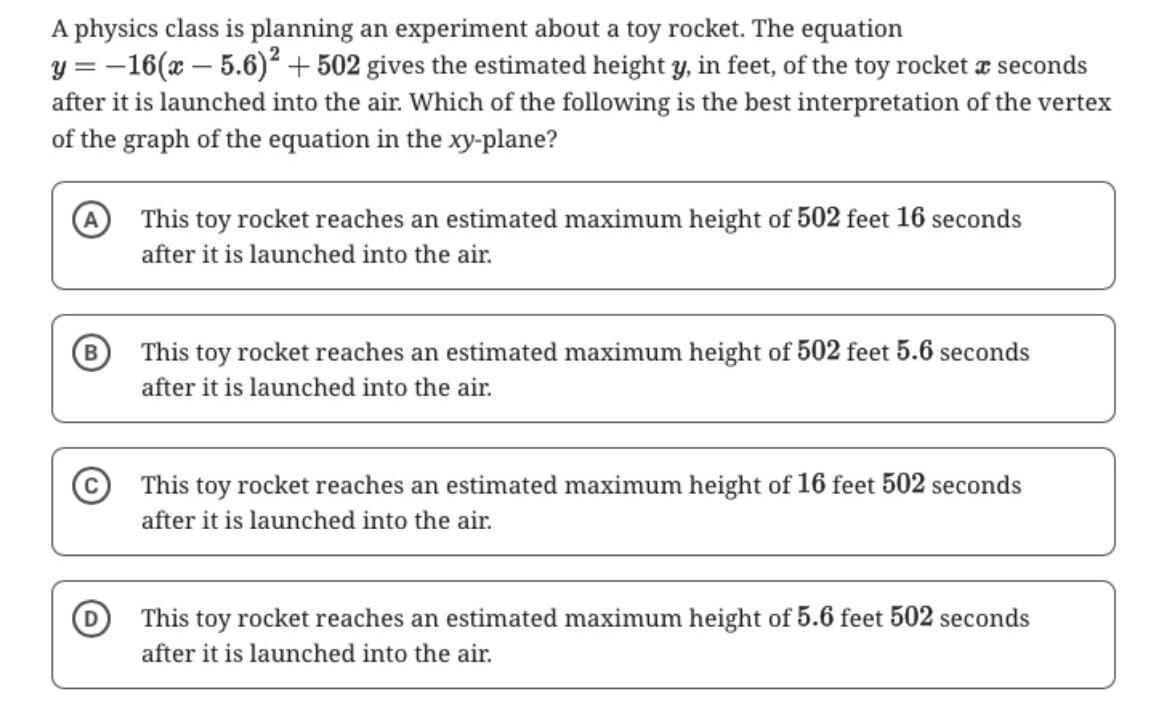 A physics class is planning an experiment about a toy rocket. The equation
y = −16(x − 5.6)² + 502 gives the estimated height y, in feet, of the toy rocket x seconds
after it is launched into the air. Which of the following is the best interpretation of the vertex
of the graph of the equation in the xy-plane?
A This toy rocket reaches an estimated maximum height of 502 feet 16 seconds
after it is launched into the air.
B This toy rocket reaches an estimated maximum height of 502 feet 5.6 seconds
after it is launched into the air.
C This toy rocket reaches an estimated maximum height of 16 feet 502 seconds
after it is launched into the air.
D This toy rocket reaches an estimated maximum height of 5.6 feet 502 seconds
after it is launched into the air.